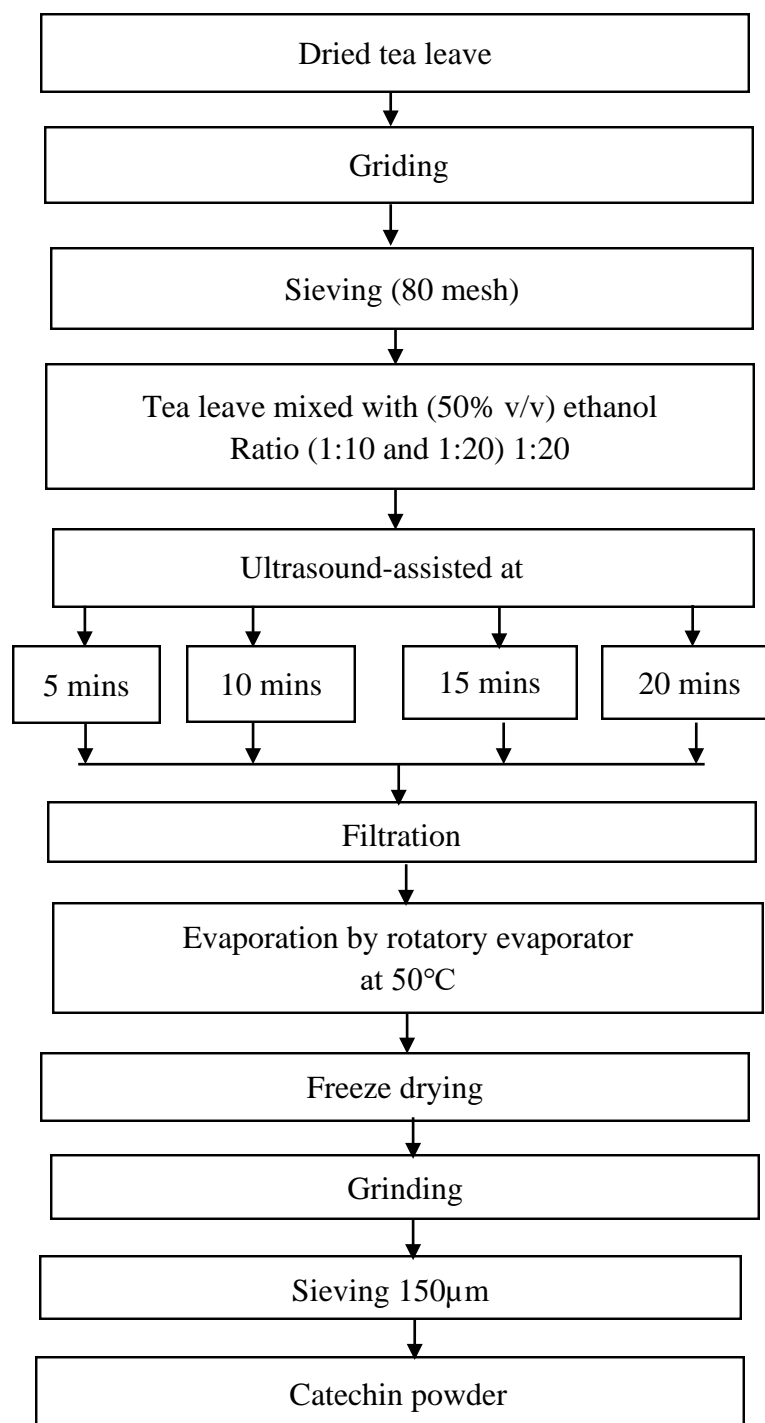 Dried tea leave
Griding
Sieving (80 mesh)
Tea leave mixed with (50% v/v) ethanol
Ratio (1:10 and 1:20) 1:20
Ultrasound-assisted at
5 mins
10 mins
15 mins
20 mins
Filtration
Evaporation by rotatory evaporator
at 50℃
Freeze drying
Grinding
Sieving 150µm
Catechin powder